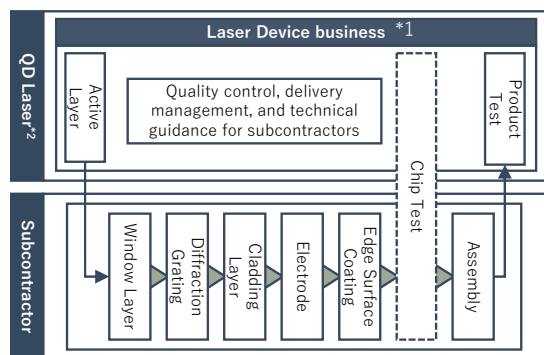 Laser Device business *1
QD Laser*2
Active
Layer
Quality control, delivery
management, and technical
guidance for subcontractors
Chip Test
Product
Test
Subcontractor
Window Layer
Diffraction
Grating
Cladding
Layer
Electrode
Edge Surface
Coating
Assembly